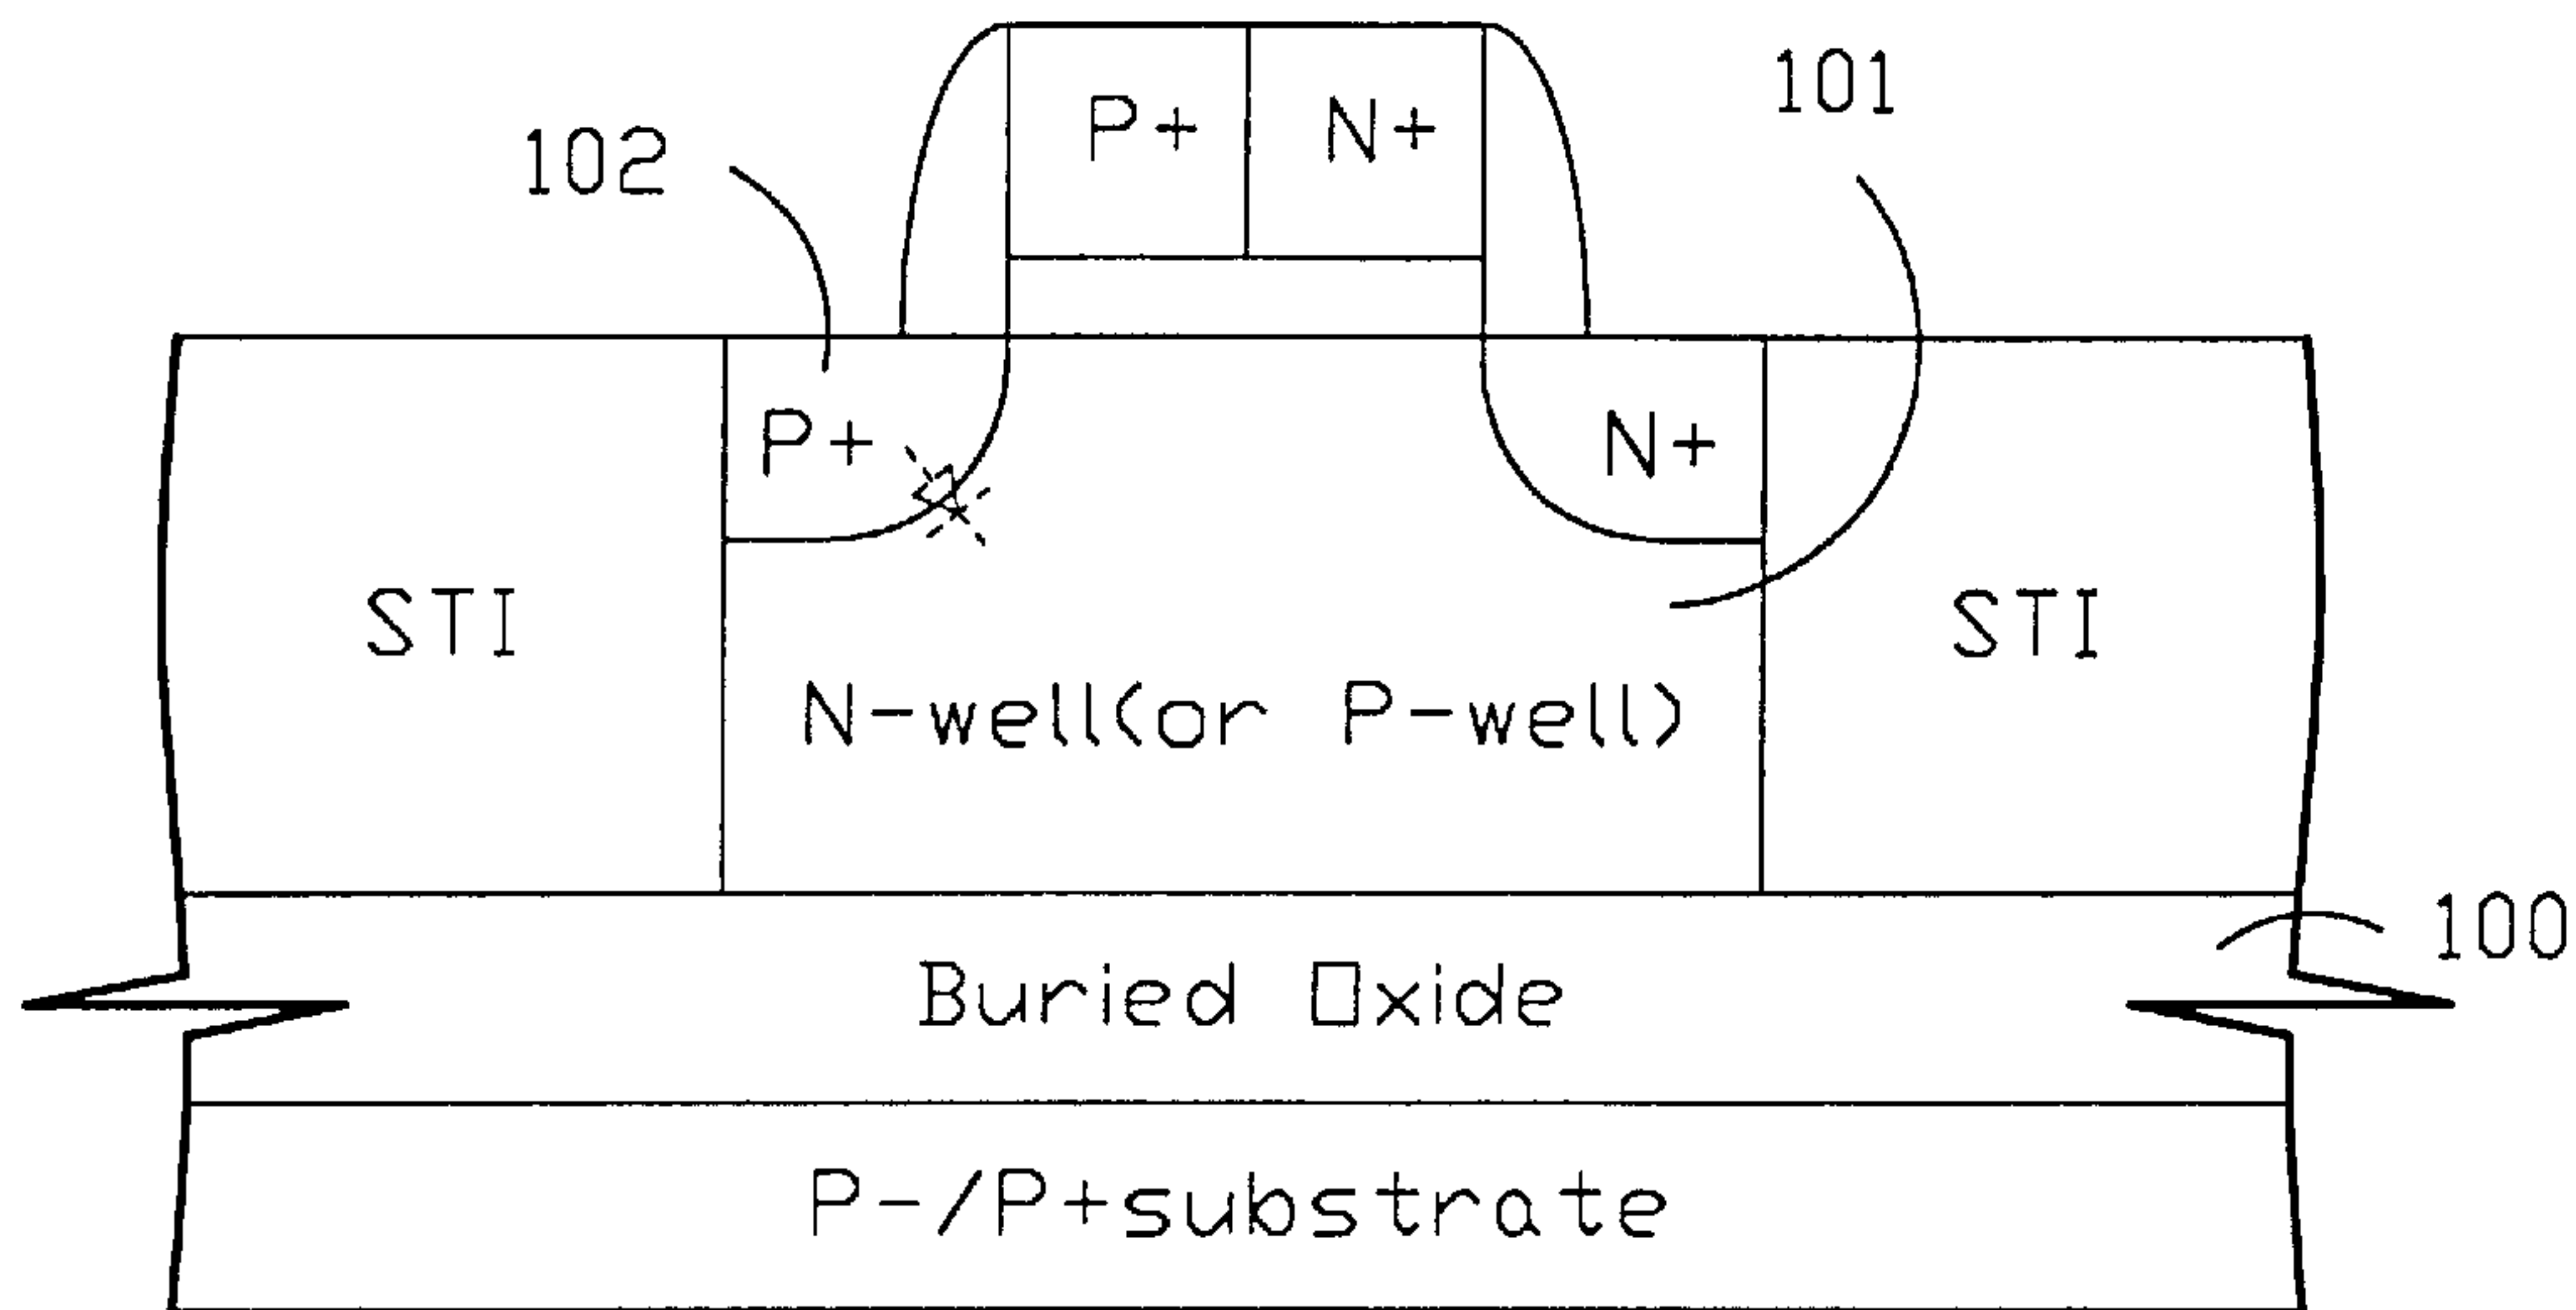 101
P+ N+
102
P+ N+
STI STI
N-well(or P-well)
100
Buried Oxide
P-/P+substrate